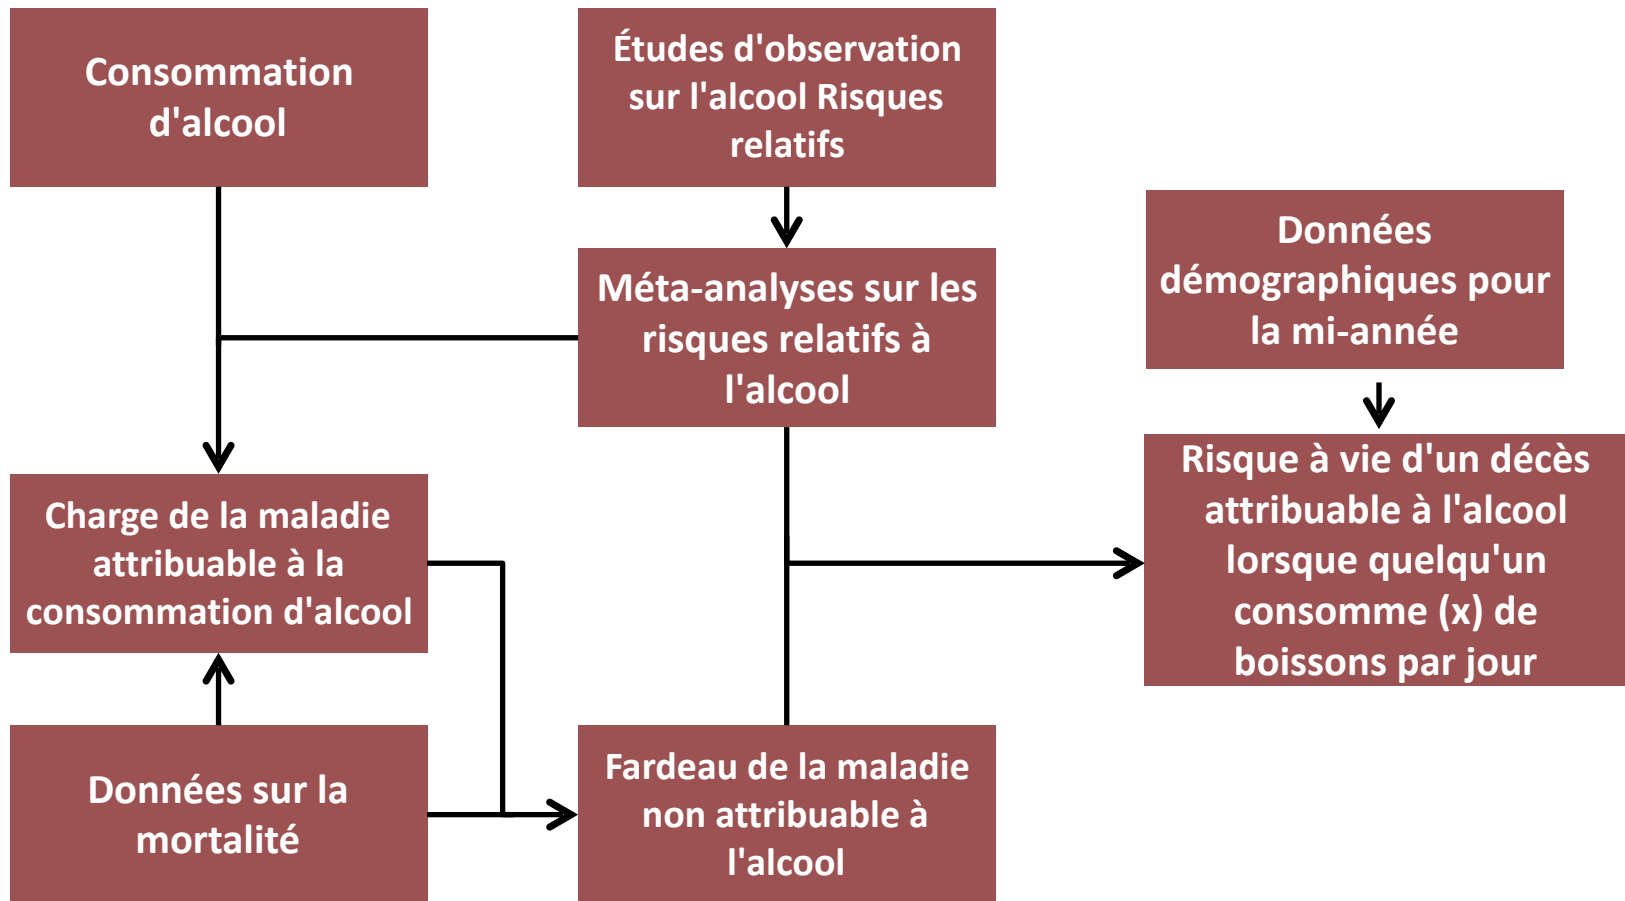 Consommation
d'alcool
Études d'observation
sur l'alcool Risques
relatifs
Données
démographiques pour
la mi-année
Méta-analyses sur les
risques relatifs à
l'alcool
Risque à vie d'un décès
attribuable à l'alcool
lorsque quelqu'un
consomme (x) de
boissons par jour
Charge de la maladie
attribuable à la
consommation d'alcool
Données sur la
mortalité
Fardeau de la maladie
non attribuable à
l'alcool